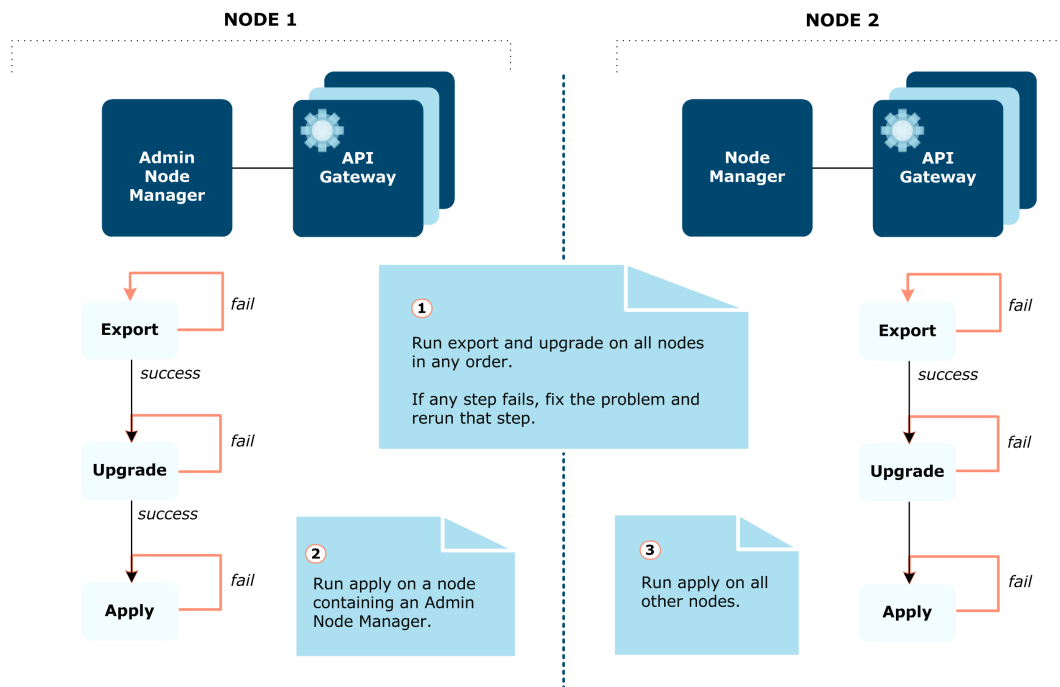 NODE 1
NODE 2
Admin
Node
Manager
API
Gateway
Node
Manager
API
Gateway
Export
fail
success
Upgrade
fail
success
Apply
fail
1
Run export and upgrade on all nodes
in any order.
If any step fails, fix the problem and
rerun that step.
2
Run apply on a node
containing an Admin
Node Manager.
3
Run apply on all
other nodes.
Export
fail
success
Upgrade
fail
Apply
fail